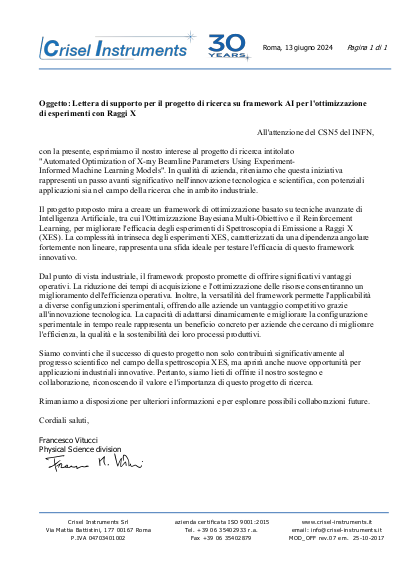 Crisel Instruments
30
YEARS
Roma, 13 giugno 2024 Pagina 1 di 1
Oggetto: Lettera di supporto per il progetto di ricerca su framework AI per l'ottimizzazione
di esperimenti con Raggi X
All'attenzione del CSN5 del INFN,
con la presente, esprimiamo il nostro interesse al progetto di ricerca intitolato
"Automated Optimization of X-ray Beamline Parameters Using Experiment-
Informed Machine Learning Models". In qualità di azienda, riteniamo che questa iniziativa
rappresenti un passo avanti significativo nell'innovazione tecnologica e scientifica, con potenziali
applicazioni sia nel campo della ricerca che in ambito industriale.
Il progetto proposto mira a creare un framework di ottimizzazione basato su tecniche avanzate di
Intelligenza Artificiale, tra cui l'Ottimizzazione Bayesiana Multi-Obiettivo e il Reinforcement
Learning, per migliorare l'efficacia degli esperimenti di Spettroscopia di Emissione a Raggi X
(XES). La complessità intrinseca degli esperimenti XES, caratterizzati da una dipendenza angolare
fortemente non lineare, rappresenta una sfida ideale per testare l'efficacia di questo framework
innovativo.
Dal punto di vista industriale, il framework proposto promette di offrire significativi vantaggi
operativi. La riduzione dei tempi di acquisizione e l'ottimizzazione delle risorse consentiranno un
miglioramento dell'efficienza operativa. Inoltre, la versatilità del framework permette l'applicabilità
a diverse configurazioni sperimentali, offrendo alle aziende un vantaggio competitivo grazie
all'innovazione tecnologica. La capacità di adattarsi dinamicamente e migliorare la configurazione
sperimentale in tempo reale rappresenta un beneficio concreto per aziende che cercano di migliorare
l'efficienza, la qualità e la sostenibilità dei loro processi produttivi.
Siamo convinti che il successo di questo progetto non solo contribuirà significativamente al
progresso scientifico nel campo della spettroscopia XES, ma aprirà anche nuove opportunità per
applicazioni industriali innovative. Pertanto, siamo lieti di offrire il nostro sostegno e
collaborazione, riconoscendo il valore e l'importanza di questo progetto di ricerca.
Rimaniamo a disposizione per ulteriori informazioni e per esplorare possibili collaborazioni future.
Cordiali saluti,
Francesco Vitucci
Physical Science division
Crisel Instruments Srl azienda certificata ISO 9001:2015 www.crisel-instruments.it
Via Mattia Battistini, 177 00167 Roma Tel. +39 06 35402933 r.a. email: info@crisel-instruments.it
P.IVA 04703401002 Fax +39 06 35402879 MOD_OFF rev.07 em. 25-10-2017